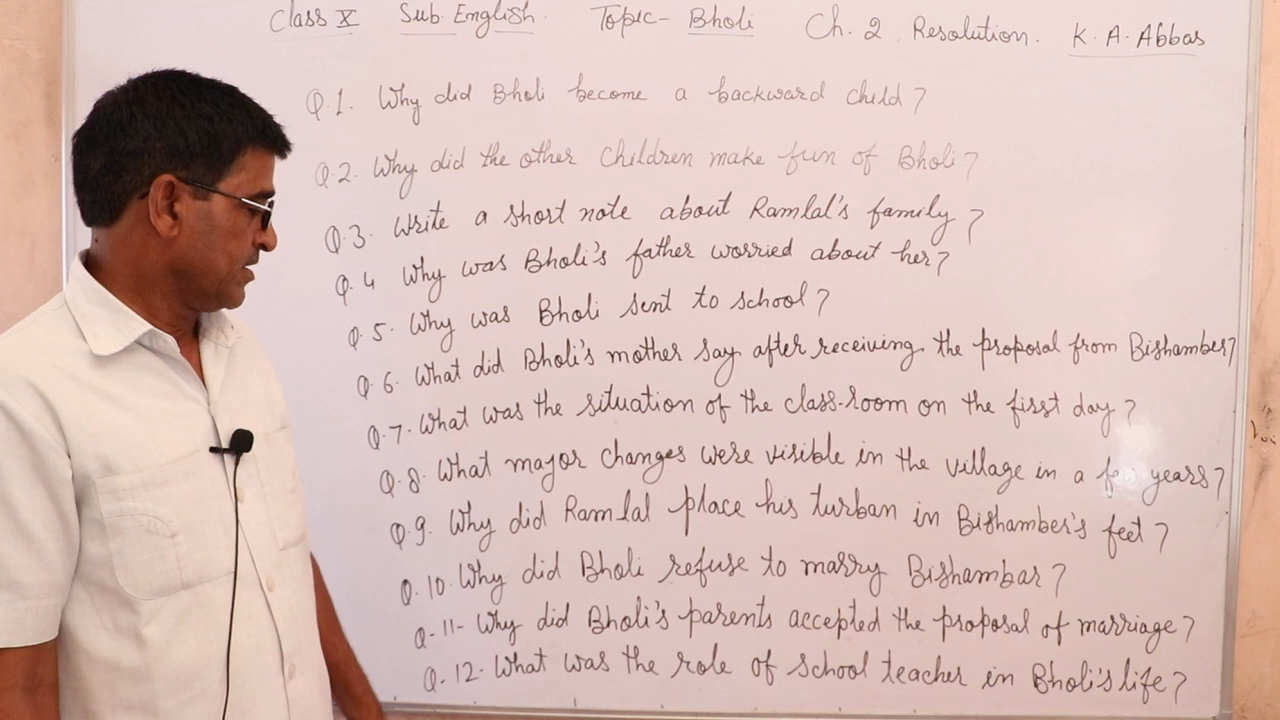 Class X Sub. English. Topic- Bholi Ch. 2 Resolution. K. A. Abbas
Q.1. Why did Bholi become a backward child?
Q.2. Why did the other children make fun of Bholi?
Q.3. Write a short note about Ramlal's family?
Q.4 Why was Bholi's father worried about her?
Q.5. Why was Bholi sent to school?
Q.6. What did Bholi's mother say after receiving the proposal from Bishamber?
Q.7. What was the situation of the class-room on the first day?
Q.8. What major changes were visible in the village in a few years?
Q.9. Why did Ramlal place his turban in Bishamber's feet?
Q.10. Why did Bholi refuse to marry Bishambar?
Q-11- Why did Bholi's parents accepted the proposal of marriage?
Q.12. What was the role of school teacher in Bholi's life?